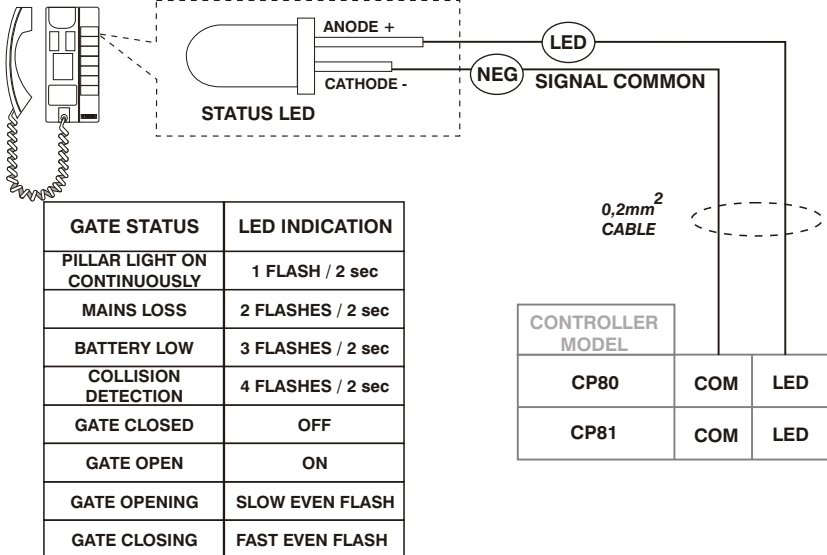 ANODE +
LED
CATHODE -
NEG
SIGNAL COMMON
STATUS LED
0,2mm2
CABLE
GATE STATUS LED INDICATION
PILLAR LIGHT ON
CONTINUOUSLY
1 FLASH / 2 sec
MAINS LOSS 2 FLASHES / 2 sec
BATTERY LOW 3 FLASHES / 2 sec
COLLISION
DETECTION
4 FLASHES / 2 sec
GATE CLOSED OFF
GATE OPEN ON
GATE OPENING SLOW EVEN FLASH
GATE CLOSING FAST EVEN FLASH
CONTROLLER
MODEL
CP80 COM LED
CP81 COM LED